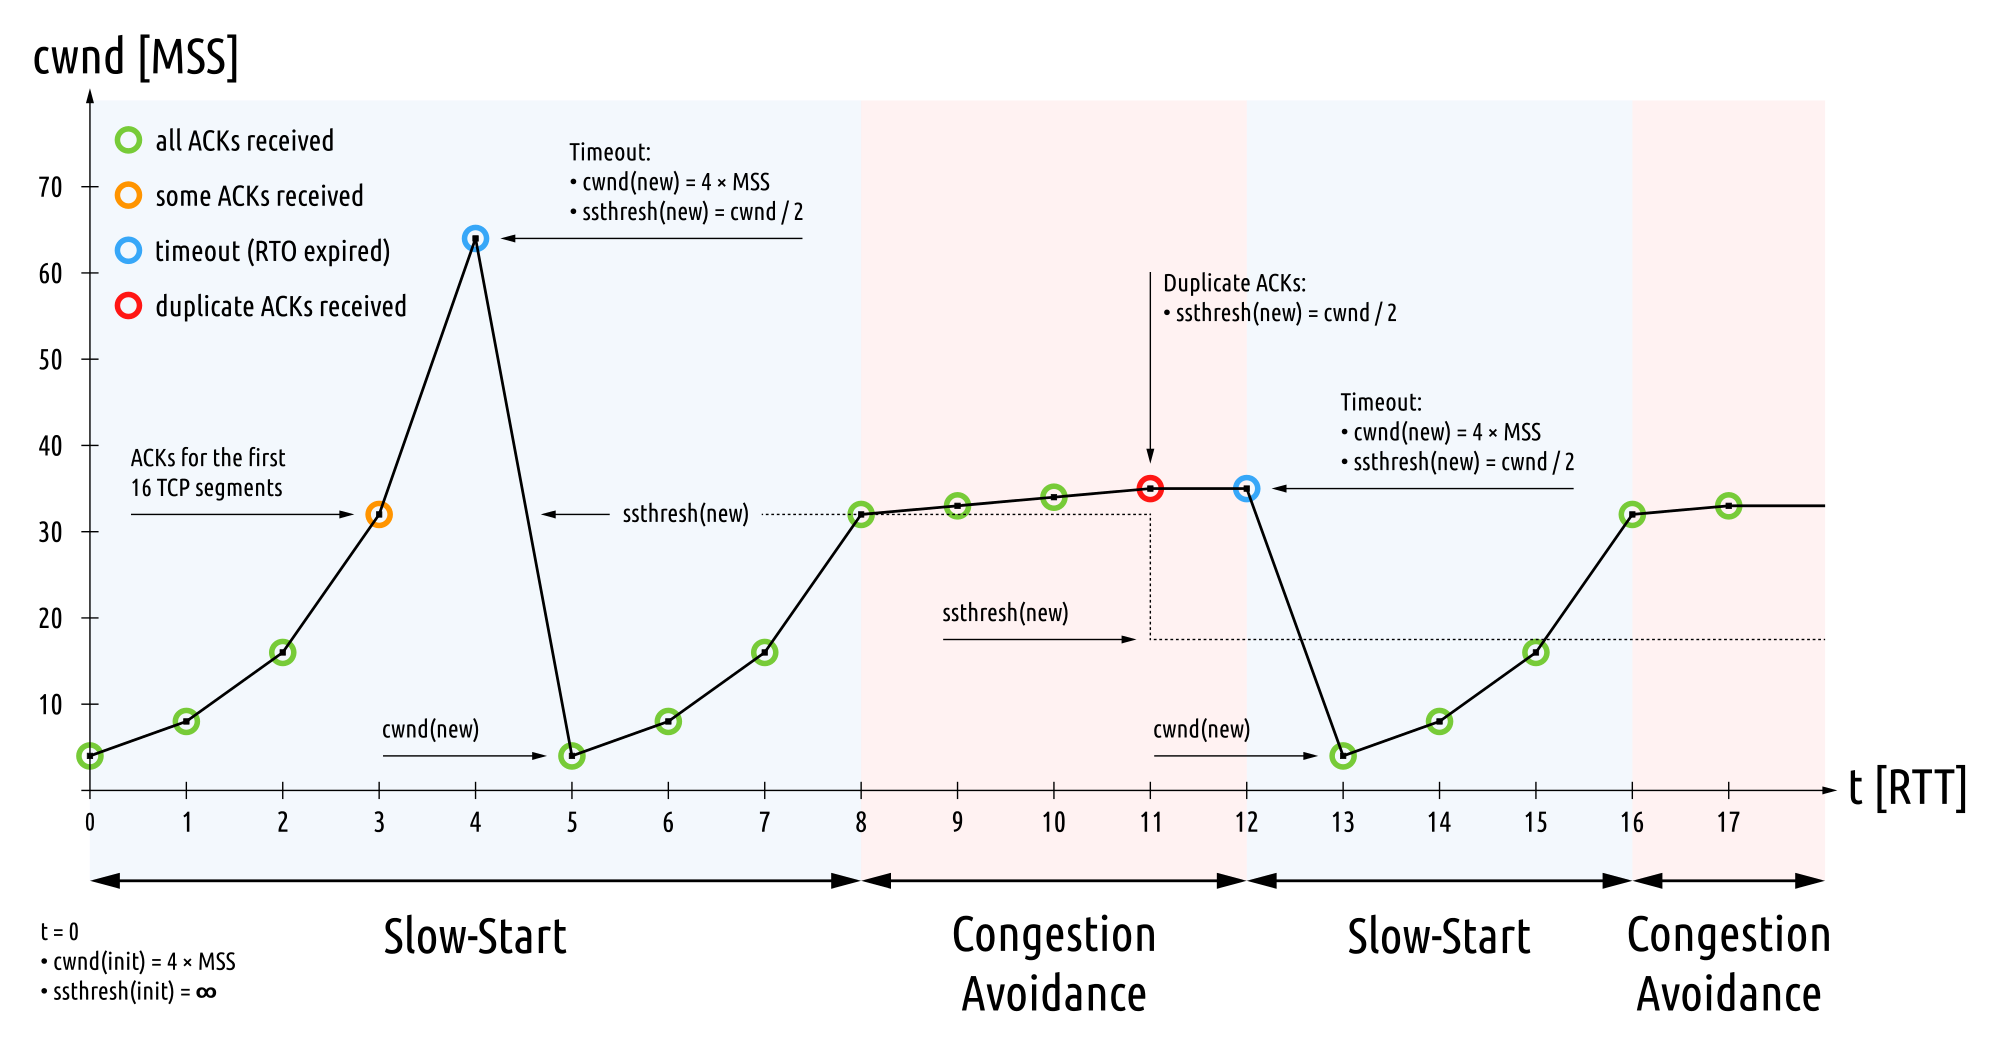 cwnd [MSS]
all ACKs received
some ACKs received
timeout (RTO expired)
duplicate ACKs received
Timeout:
• cwnd(new) = 4 × MSS
• ssthresh(new) = cwnd / 2
Duplicate ACKs:
• ssthresh(new) = cwnd / 2
Timeout:
• cwnd(new) = 4 × MSS
• ssthresh(new) = cwnd / 2
ACKs for the first
16 TCP segments
ssthresh(new)
ssthresh(new)
cwnd(new)
cwnd(new)
70
60
50
40
30
20
10
t [RTT]
0 1 2 3 4 5 6 7 8 9 10 11 12 13 14 15 16 17
Slow-Start
Congestion
Avoidance
Slow-Start
Congestion
Avoidance
t = 0
• cwnd(init) = 4 × MSS
• ssthresh(init) = ∞